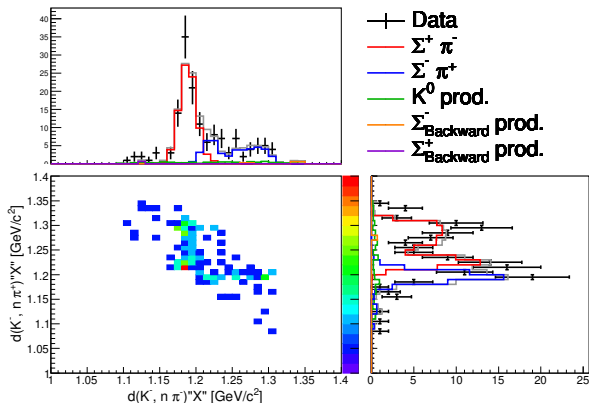 40
35
30
25
20
15
10
5
0
Data
Σ⁺ π⁻
Σ⁻ π⁺
K⁰ prod.
Σ⁻Backward prod.
Σ⁺Backward prod.
d(K⁻, n π⁺)"X" [GeV/c²]
1.4
1.35
1.3
1.25
1.2
1.15
1.1
1.05
1
1 1.05 1.1 1.15 1.2 1.25 1.3 1.35 1.4
d(K⁻, n π⁻)"X" [GeV/c²]
0 5 10 15 20 25